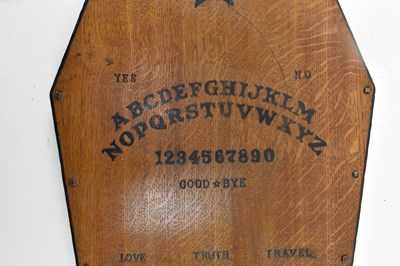 YES NO
ABCDEFGHIJKLM
NOPQRSTUVWXYZ
1234567890
GOOD ☆ BYE
LOVE TRUTH TRAVEL